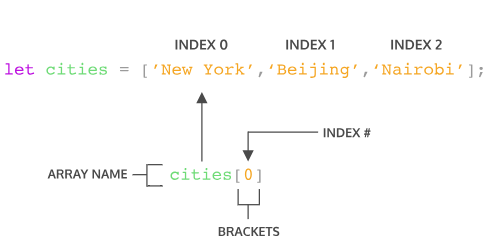 INDEX 0 INDEX 1 INDEX 2
let cities = [’New York’,‘Beijing’,‘Nairobi’];
INDEX #
ARRAY NAME cities[0]
BRACKETS